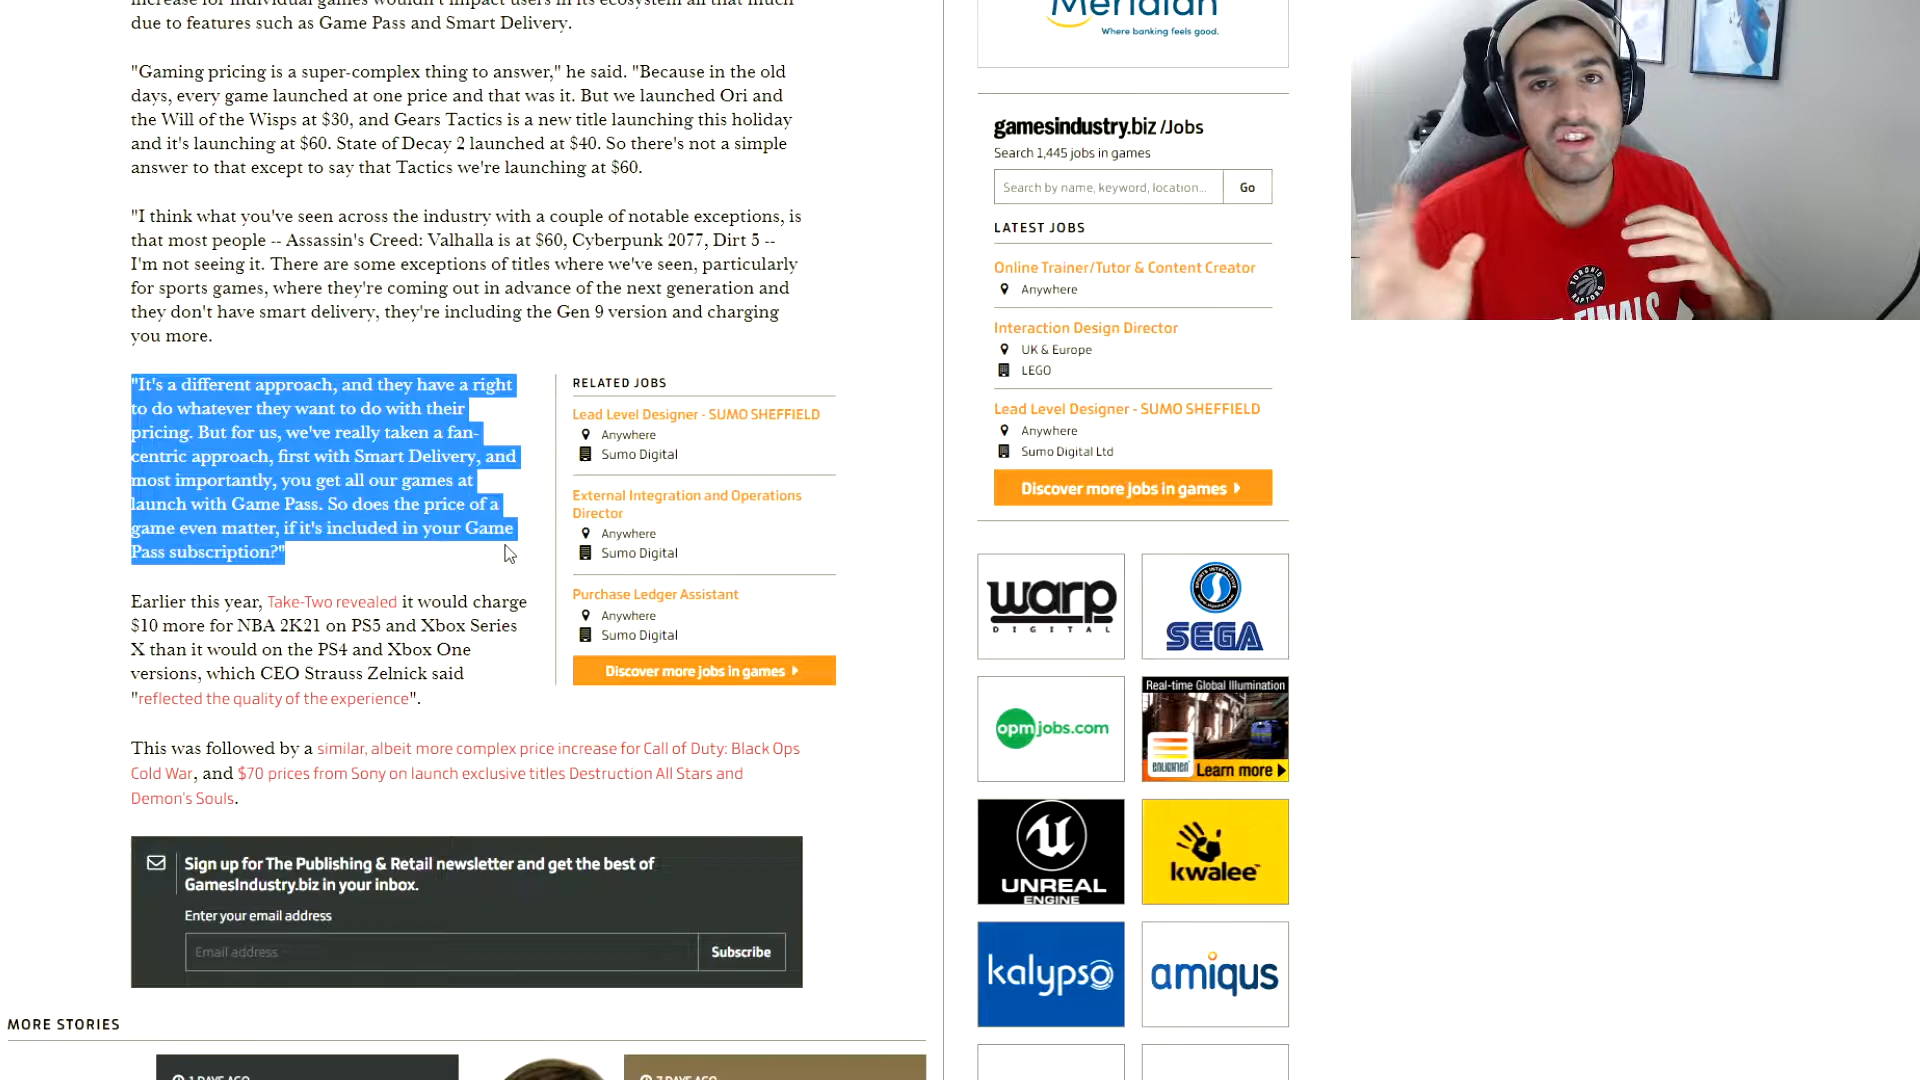 due to features such as Game Pass and Smart Delivery.
"Gaming pricing is a super-complex thing to answer," he said. "Because in the old
days, every game launched at one price and that was it. But we launched Ori and
the Will of the Wisps at $30, and Gears Tactics is a new title launching this holiday
and it's launching at $60. State of Decay 2 launched at $40. So there's not a simple
answer to that except to say that Tactics we're launching at $60.
"I think what you've seen across the industry with a couple of notable exceptions, is
that most people -- Assassin's Creed: Valhalla is at $60, Cyberpunk 2077, Dirt 5 --
I'm not seeing it. There are some exceptions of titles where we've seen, particularly
for sports games, where they're coming out in advance of the next generation and
they don't have smart delivery, they're including the Gen 9 version and charging
you more.
"It's a different approach, and they have a right
to do whatever they want to do with their
pricing. But for us, we've really taken a fan-
centric approach, first with Smart Delivery, and
most importantly, you get all our games at
launch with Game Pass. So does the price of a
game even matter, if it's included in your Game
Pass subscription?"
RELATED JOBS
Lead Level Designer - SUMO SHEFFIELD
Anywhere
Sumo Digital
External Integration and Operations
Director
Anywhere
Sumo Digital
Purchase Ledger Assistant
Anywhere
Sumo Digital
Discover more jobs in games
Earlier this year, Take-Two revealed it would charge
$10 more for NBA 2K21 on PS5 and Xbox Series
X than it would on the PS4 and Xbox One
versions, which CEO Strauss Zelnick said
"reflected the quality of the experience".
This was followed by a similar, albeit more complex price increase for Call of Duty: Black Ops
Cold War, and $70 prices from Sony on launch exclusive titles Destruction All Stars and
Demon's Souls.
Sign up for The Publishing & Retail newsletter and get the best of
GamesIndustry.biz in your inbox.
Enter your email address
Email address
Subscribe
MORE STORIES
Meridian
Where banking feels good.
gamesindustry.biz /Jobs
Search 1,445 jobs in games
Search by name, keyword, location...
Go
LATEST JOBS
Online Trainer/Tutor & Content Creator
Anywhere
Interaction Design Director
UK & Europe
LEGO
Lead Level Designer - SUMO SHEFFIELD
Anywhere
Sumo Digital Ltd
Discover more jobs in games
warp
DIGITAL
SEGA
opmjobs.com
Real-time Global Illumination
ENLIGHTEN
Learn more
UNREAL
ENGINE
kwalee
kalypso
amiqus
TORONTO
RAPTORS
FINALS